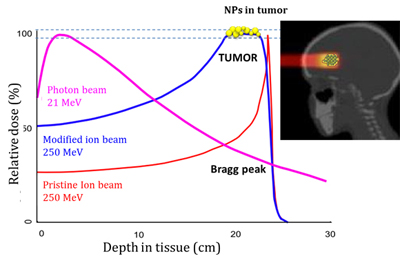 NPs in tumor
100
TUMOR
Photon beam
21 MeV
Relative dose (%)
50
Modified ion beam
250 MeV
Bragg peak
Pristine Ion beam
250 MeV
0
0
10
20
30
Depth in tissue (cm)